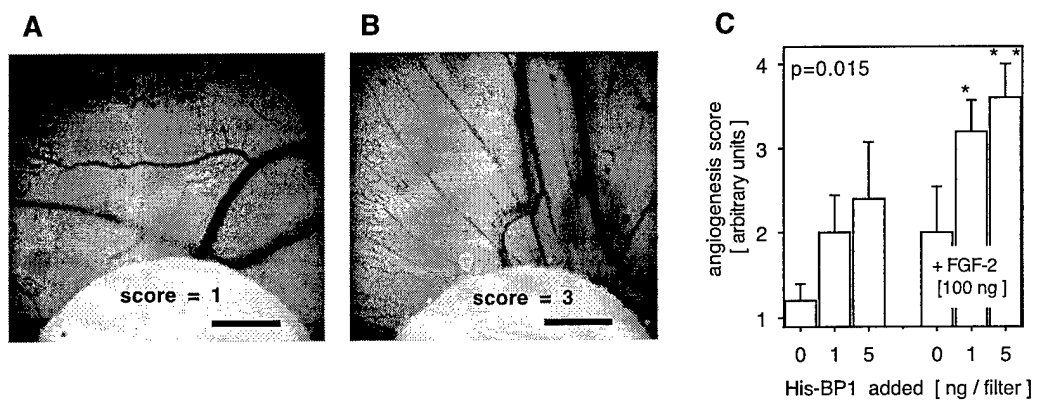 A
B
C
score = 1
score = 3
p=0.015
* * *
4
3
2
1
angiogenesis score
[ arbitrary units ]
+ FGF-2
[100 ng ]
0 1 5 0 1 5
His-BP1 added [ ng / filter ]